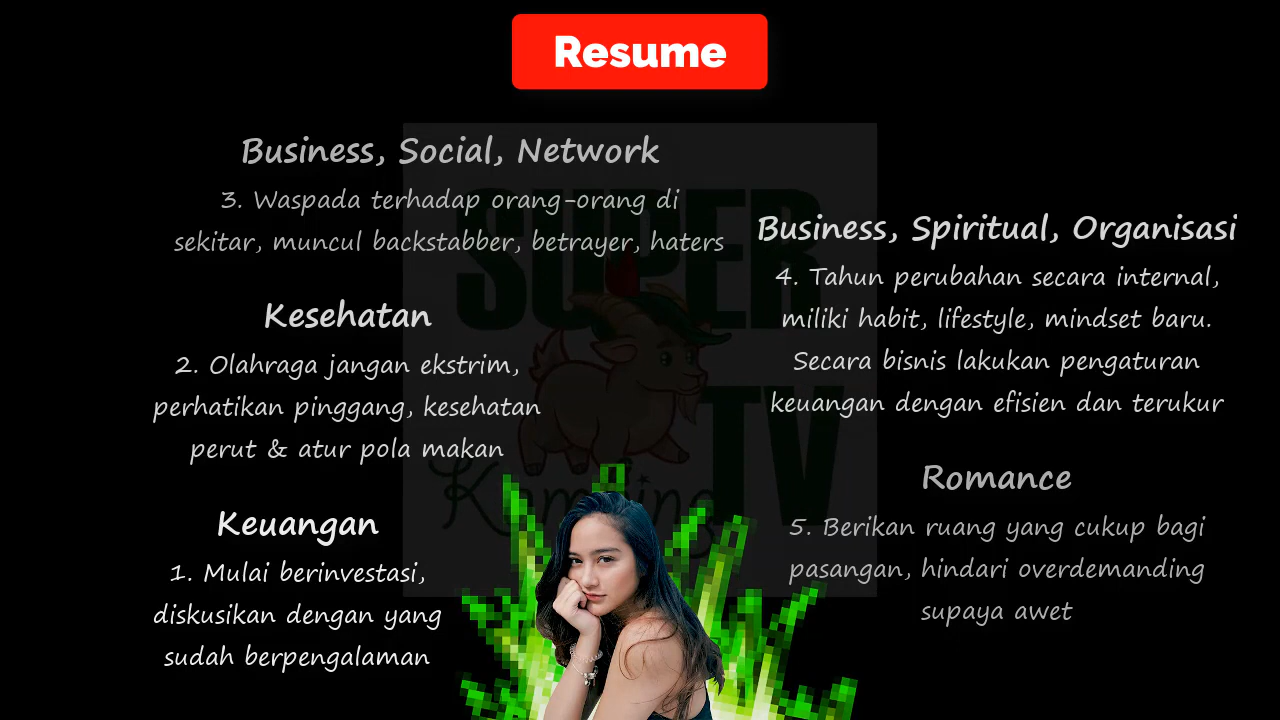 Resume
Business, Social, Network
3. Waspada terhadap orang-orang di
sekitar, muncul backstabber, betrayer, haters
Kesehatan
2. Olahraga jangan ekstrim,
perhatikan pinggang, kesehatan
perut & atur pola makan
Keuangan
1. Mulai berinvestasi,
diskusikan dengan yang
sudah berpengalaman
Business, Spiritual, Organisasi
4. Tahun perubahan secara internal,
miliki habit, lifestyle, mindset baru.
Secara bisnis lakukan pengaturan
keuangan dengan efisien dan terukur
Romance
5. Berikan ruang yang cukup bagi
pasangan, hindari overdemanding
supaya awet
SUPER
Kambing
TV